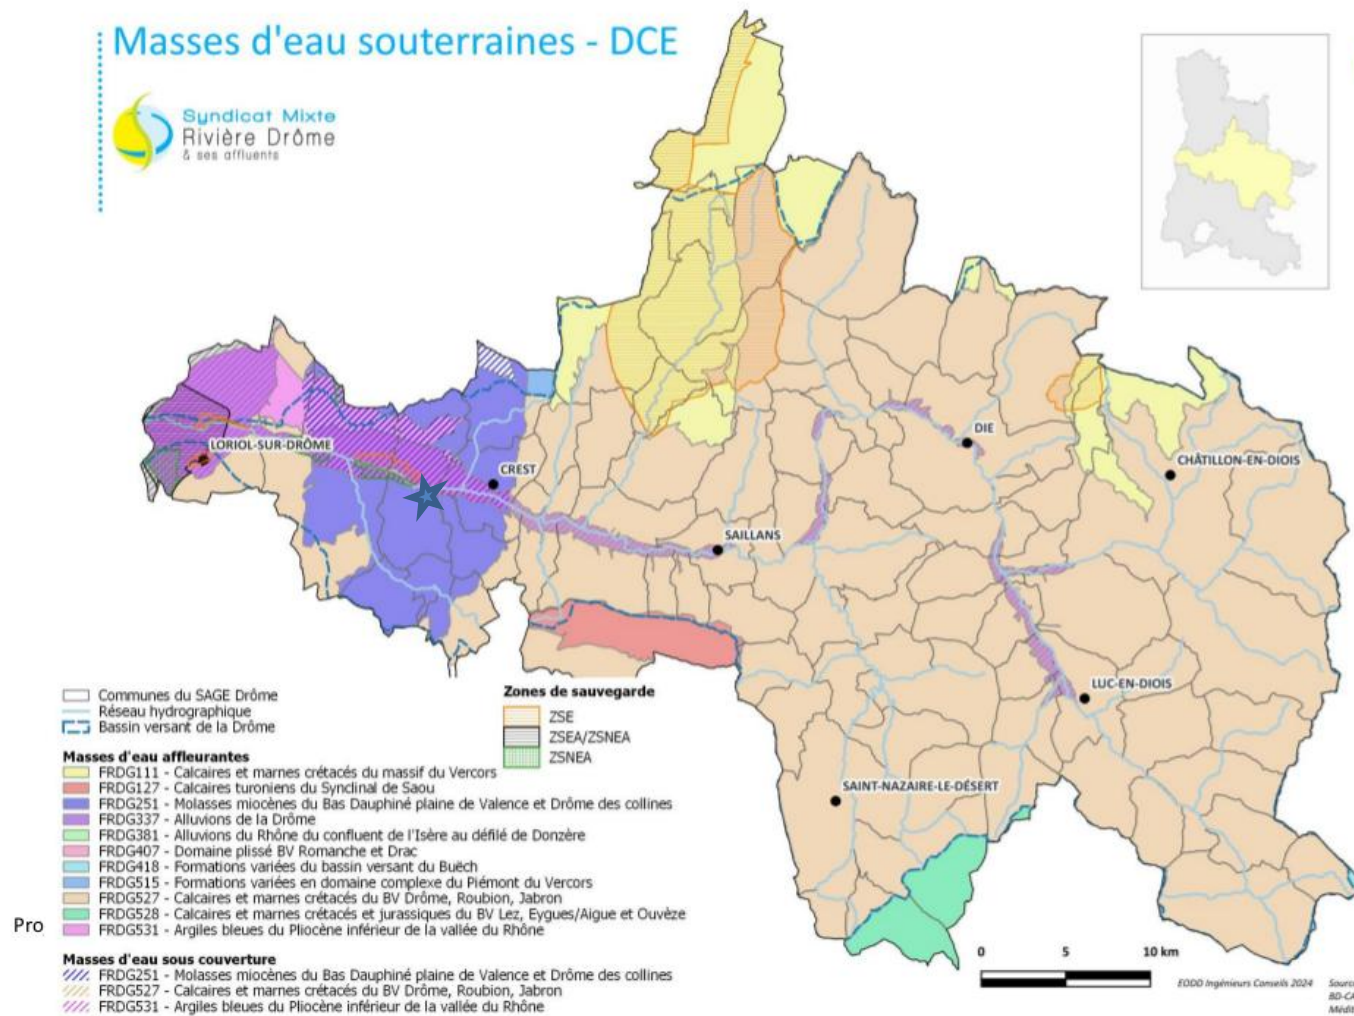 Masses d'eau souterraines - DCE
Syndicat Mixte
Rivière Drôme
& ses affluents
LORIOL-SUR-DRÔME
CREST
DIE
CHÂTILLON-EN-DIOIS
SAILLANS
LUC-EN-DIOIS
SAINT-NAZAIRE-LE-DÉSERT
Communes du SAGE Drôme
Réseau hydrographique
Bassin versant de la Drôme
Zones de sauvegarde
ZSE
ZSEA/ZSNEA
ZSNEA
Masses d'eau affleurantes
FRDG111 - Calcaires et marnes crétacés du massif du Vercors
FRDG127 - Calcaires turoniens du Synclinal de Saou
FRDG251 - Molasses miocènes du Bas Dauphiné plaine de Valence et Drôme des collines
FRDG337 - Alluvions de la Drôme
FRDG381 - Alluvions du Rhône du confluent de l'Isère au défilé de Donzère
FRDG407 - Domaine plissé BV Romanche et Drac
FRDG418 - Formations variées du bassin versant du Buëch
FRDG515 - Formations variées en domaine complexe du Piémont du Vercors
FRDG527 - Calcaires et marnes crétacés du BV Drôme, Roubion, Jabron
FRDG528 - Calcaires et marnes crétacés et jurassiques du BV Lez, Eygues/Aigue et Ouvèze
Pro
FRDG531 - Argiles bleues du Pliocène inférieur de la vallée du Rhône
Masses d'eau sous couverture
FRDG251 - Molasses miocènes du Bas Dauphiné plaine de Valence et Drôme des collines
FRDG527 - Calcaires et marnes crétacés du BV Drôme, Roubion, Jabron
FRDG531 - Argiles bleues du Pliocène inférieur de la vallée du Rhône
0 5 10 km
EODD Ingénieurs Conseils 2024
Sourc
BD-CA
Médit